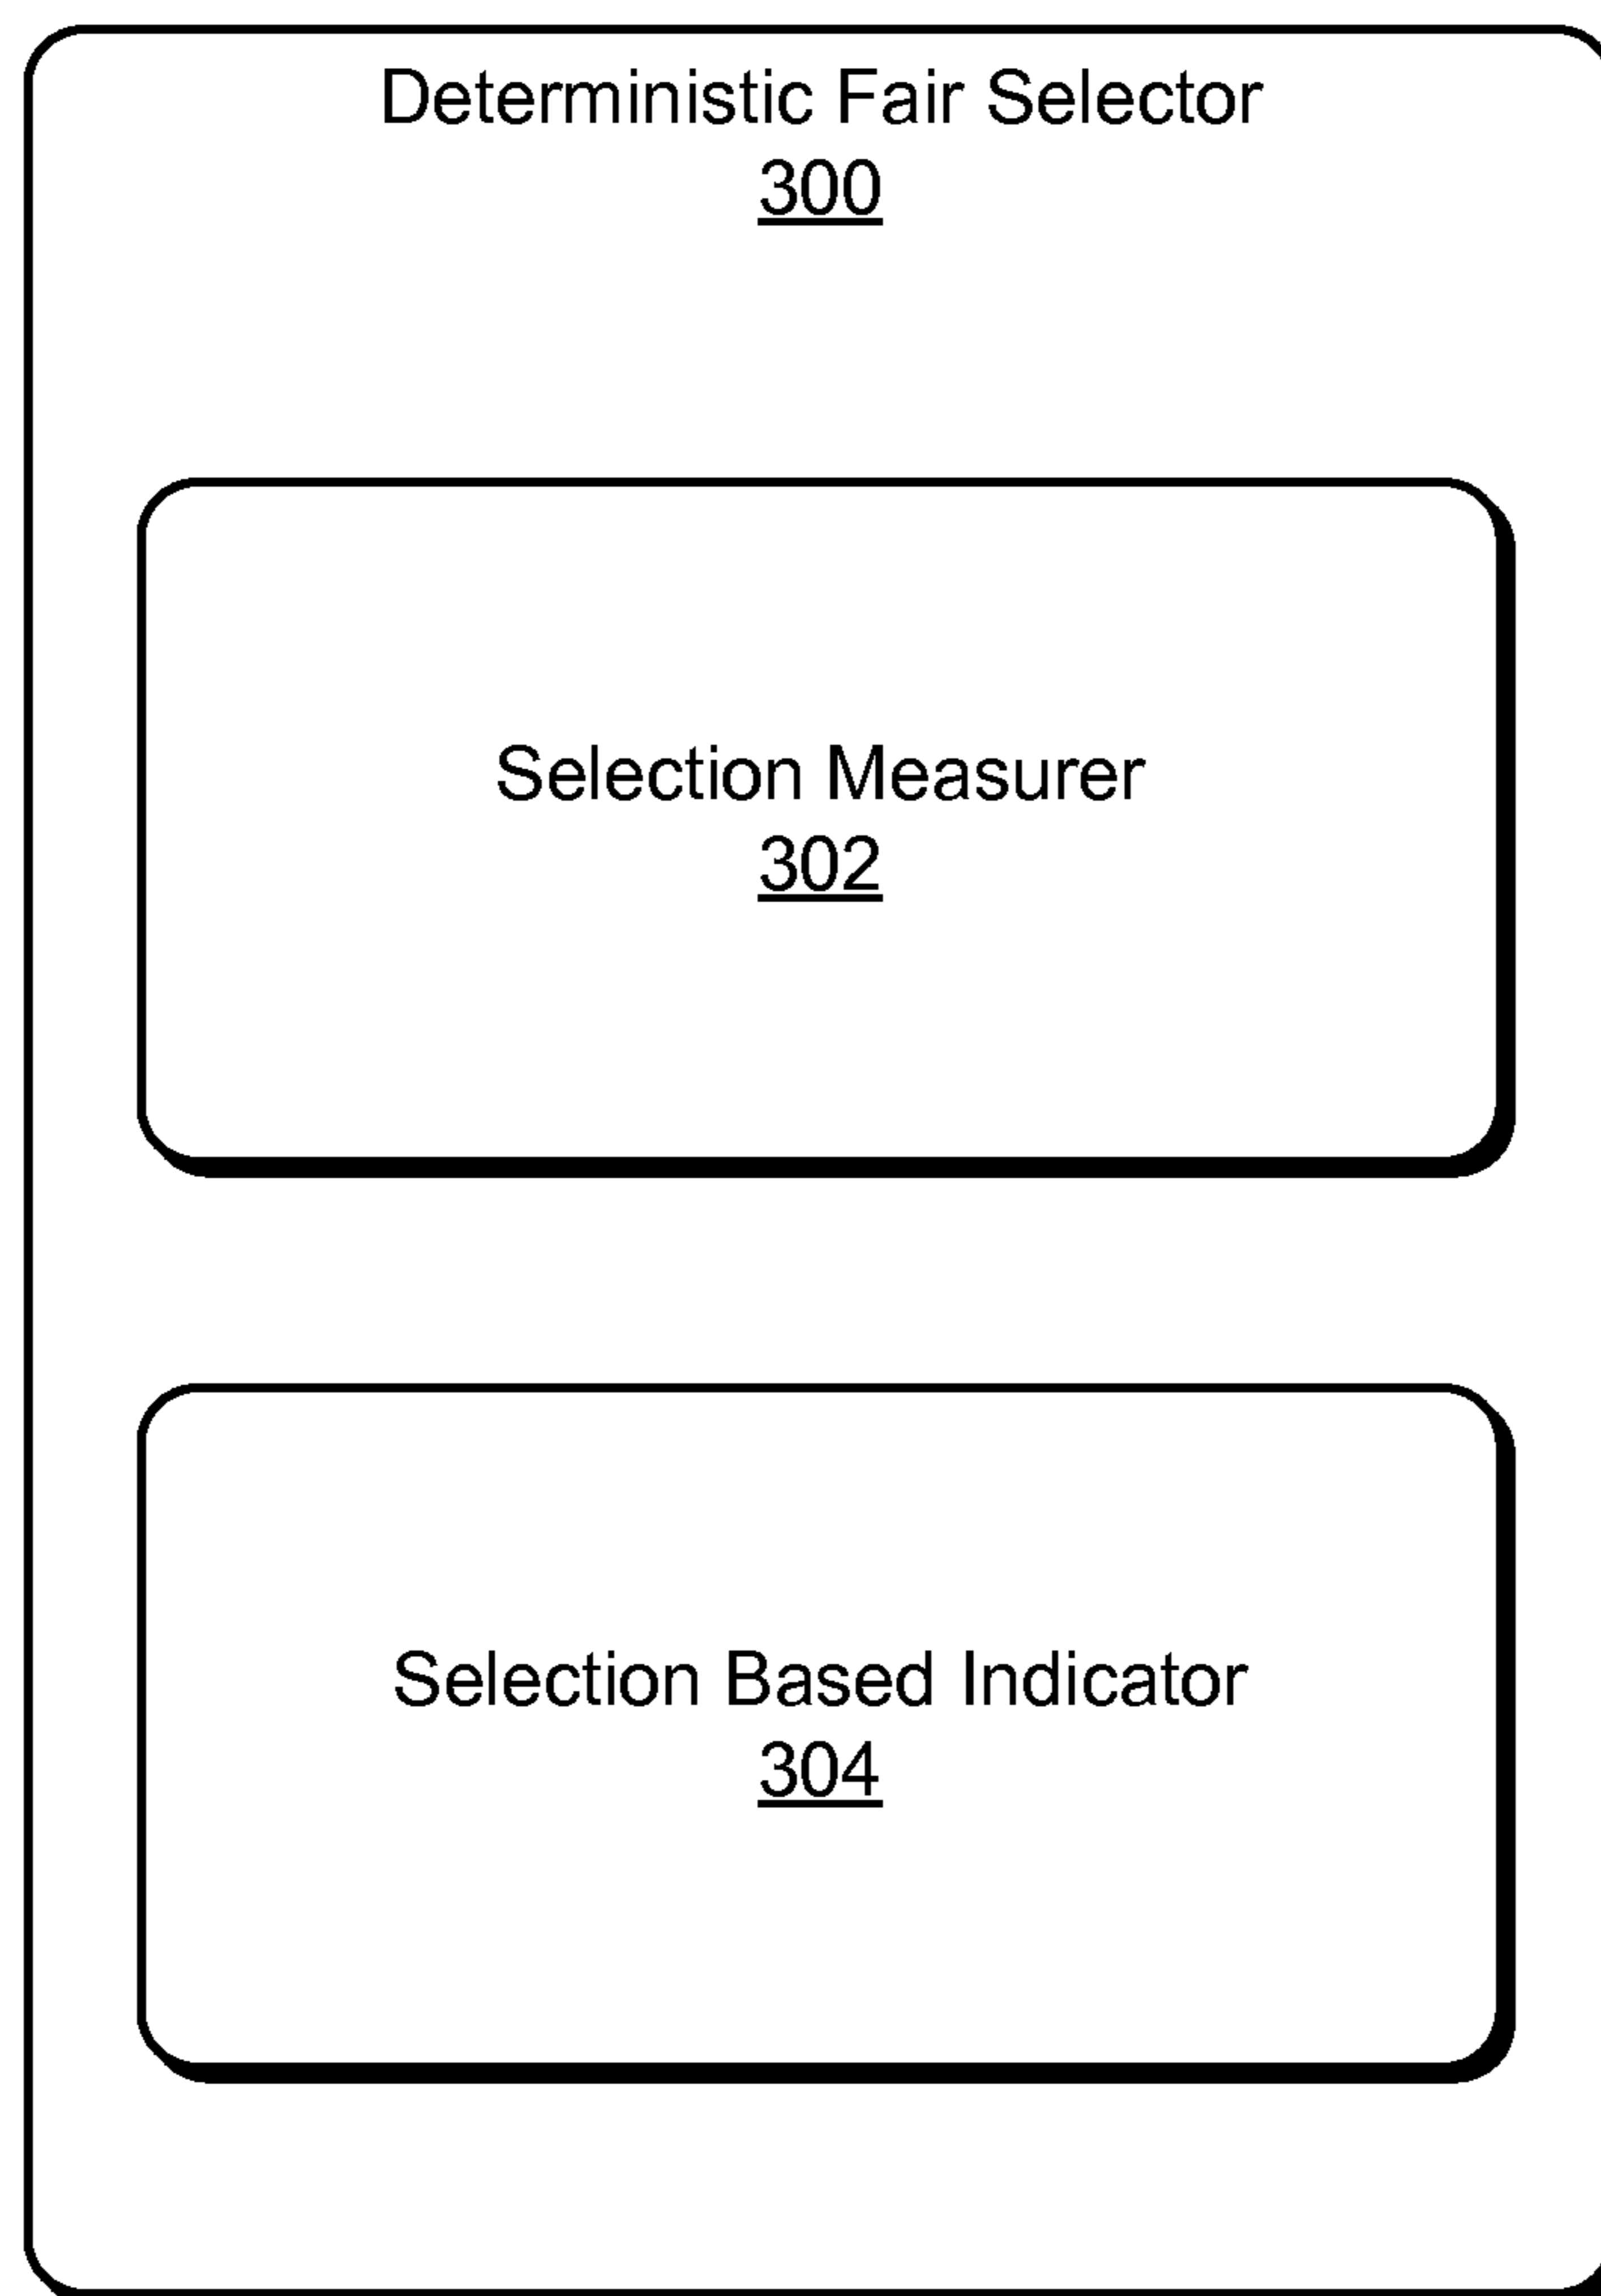 Deterministic Fair Selector
300
Selection Measurer
302
Selection Based Indicator
304